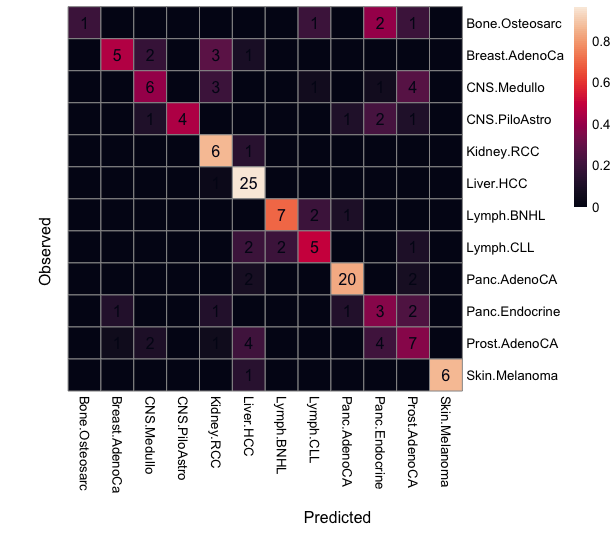 1 1 2 1 Bone.Osteosarc
5 2 3 1 Breast.AdenoCa
6 3 1 1 4 CNS.Medullo
1 4 1 2 1 CNS.PiloAstro
6 1 Kidney.RCC
1 25 Liver.HCC
7 2 1 Lymph.BNHL
2 2 5 1 Lymph.CLL
2 20 2 Panc.AdenoCA
1 1 1 3 2 Panc.Endocrine
1 2 1 4 4 7 Prost.AdenoCA
1 6 Skin.Melanoma
0.8
0.6
0.4
0.2
0
Observed
Bone.Osteosarc
Breast.AdenoCa
CNS.Medullo
CNS.PiloAstro
Kidney.RCC
Liver.HCC
Lymph.BNHL
Lymph.CLL
Panc.AdenoCA
Panc.Endocrine
Prost.AdenoCA
Skin.Melanoma
Predicted